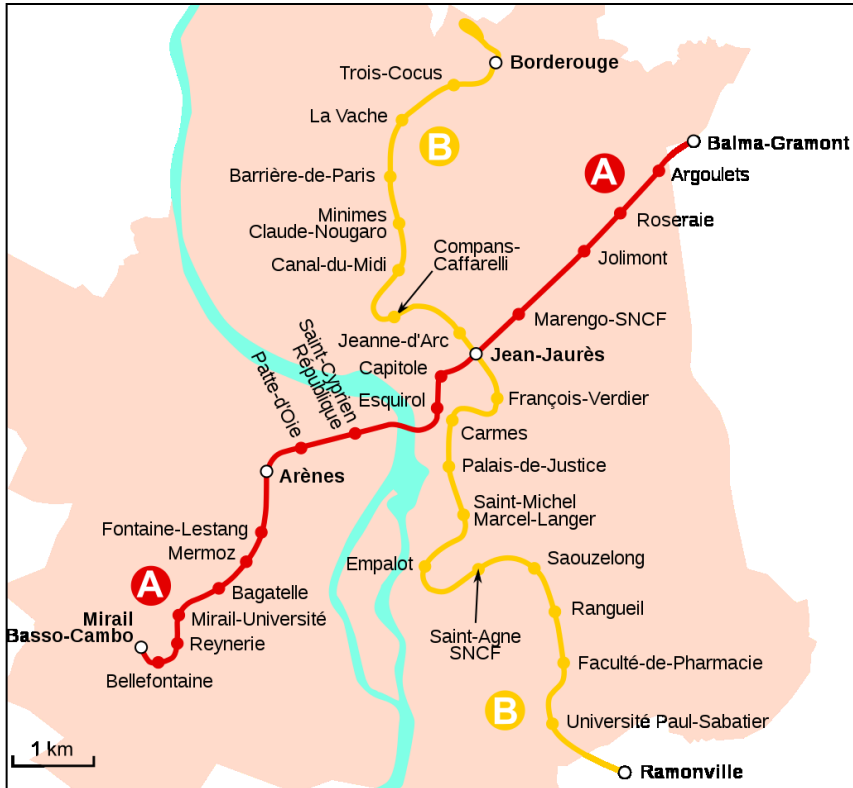 Borderouge
Trois-Cocus
La Vache
B
Balma-Gramont
A
Argoulets
Barrière-de-Paris
Roseraie
Minimes
Claude-Nougaro
Compans-
Caffarelli
Jolimont
Canal-du-Midi
Marengo-SNCF
Jeanne-d'Arc
Jean-Jaurès
Capitole
Saint-Cyprien
République
Patte-d'Oie
Esquirol
François-Verdier
Carmes
Palais-de-Justice
Arènes
Saint-Michel
Marcel-Langer
Fontaine-Lestang
Mermoz
Empalot
Saouzelong
A
Bagatelle
Rangueil
Mirail
Basso-Cambo
Mirail-Université
Reynerie
Saint-Agne
SNCF
Bellefontaine
Faculté-de-Pharmacie
B
Université Paul-Sabatier
1 km
Ramonville